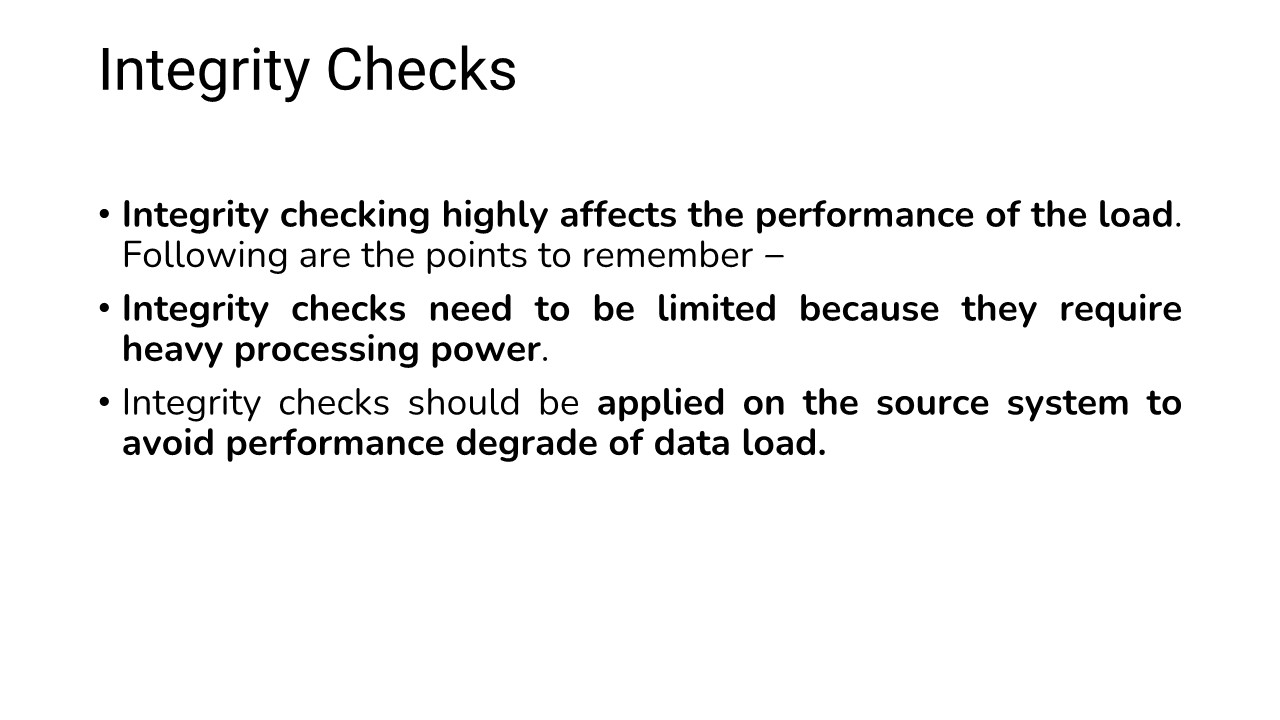 Integrity Checks
• Integrity checking highly affects the performance of the load.
Following are the points to remember –
• Integrity checks need to be limited because they require
heavy processing power.
• Integrity checks should be applied on the source system to
avoid performance degrade of data load.